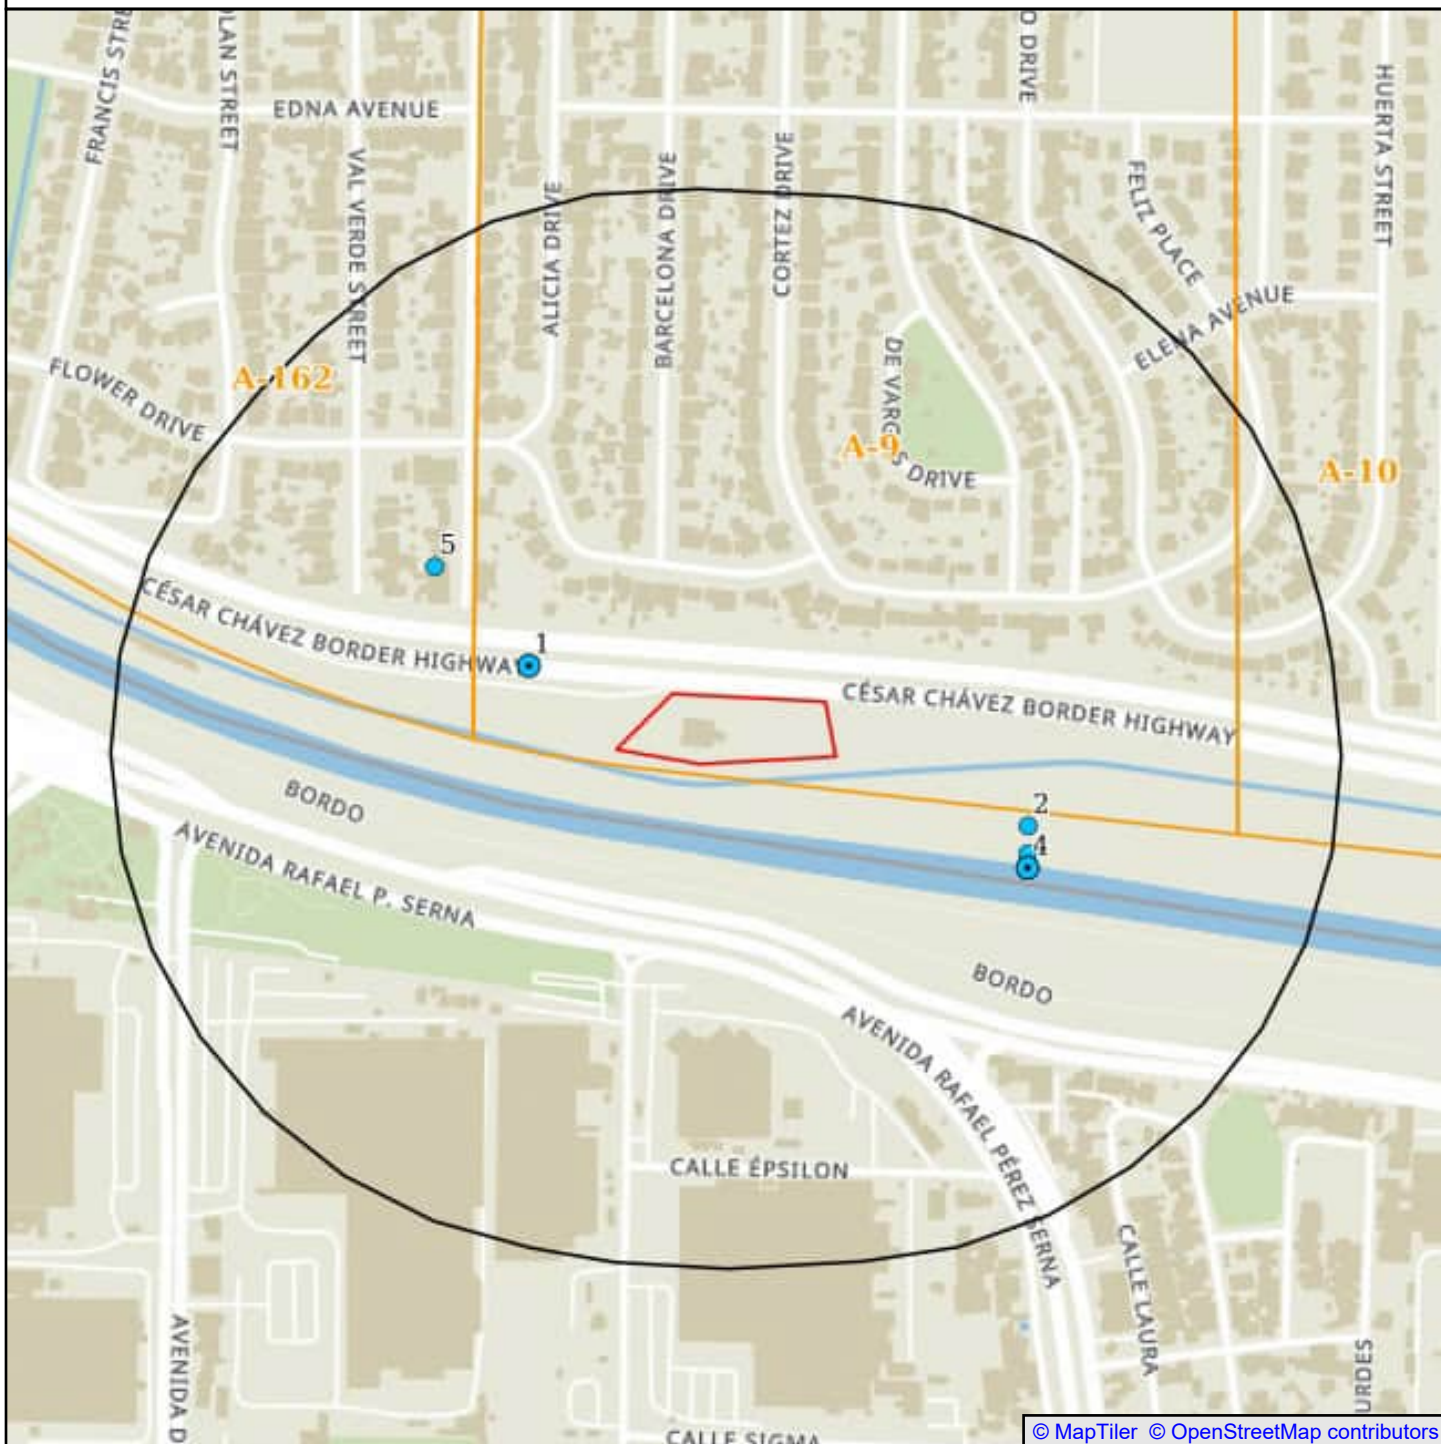 FRANCIS STRE
OLAN STREET
EDNA AVENUE
O DRIVE
HUERTA STREET
VAL VERDE STREET
ALICIA DRIVE
BARCELONA DRIVE
CORTEZ DRIVE
FELIZ PLACE
ELENA AVENUE
FLOWER DRIVE
A-162
DE VARGAS DRIVE
A-9
A-10
5
1
CÉSAR CHÁVEZ BORDER HIGHWAY
CÉSAR CHÁVEZ BORDER HIGHWAY
2
4
BORDO
AVENIDA RAFAEL P. SERNA
BORDO
AVENIDA RAFAEL PÉREZ SERNA
CALLE ÉPSILON
CALLE LAURA
AVENIDA D
URDES
CALLE SIGMA
© MapTiler © OpenStreetMap contributors